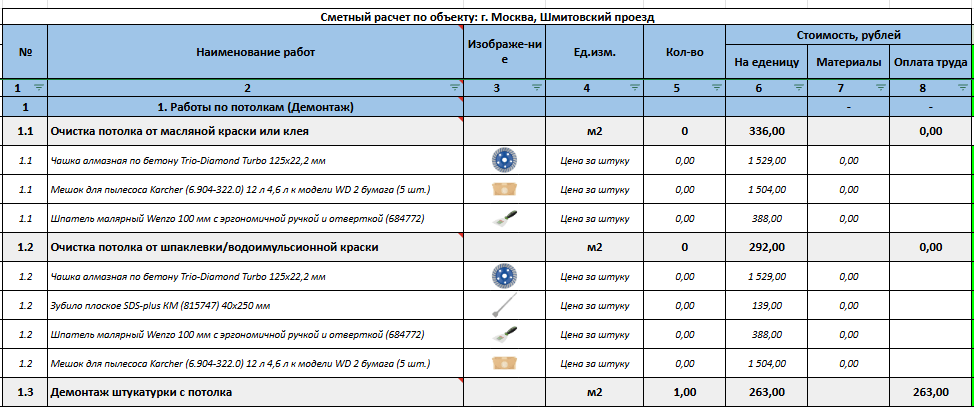 Сметный расчет по объекту: г. Москва, Шмитовский проезд
№ Наименование работ Изображе-ни е Ед.изм. Кол-во Стоимость, рублей
На еденицу Материалы Оплата труда
1 2 3 4 5 6 7 8
1 1. Работы по потолкам (Демонтаж) - -
1.1 Очистка потолка от масляной краски или клея м2 0 336,00 0,00
1.1 Чашка алмазная по бетону Trio-Diamond Turbo 125x22,2 мм Цена за штуку 0,00 1 529,00 0,00
1.1 Мешок для пылесоса Karcher (6.904-322.0) 12 л 4,6 л к модели WD 2 бумага (5 шт.) Цена за штуку 0,00 1 504,00 0,00
1.1 Шпатель малярный Wenzo 100 мм с эргономичной ручкой и отверткой (684772) Цена за штуку 0,00 388,00 0,00
1.2 Очистка потолка от шпаклевки/водоимульсионной краски м2 0 292,00 0,00
1.2 Чашка алмазная по бетону Trio-Diamond Turbo 125x22,2 мм Цена за штуку 0,00 1 529,00 0,00
1.2 Зубило плоское SDS-plus КМ (815747) 40x250 мм Цена за штуку 0,00 139,00 0,00
1.2 Шпатель малярный Wenzo 100 мм с эргономичной ручкой и отверткой (684772) Цена за штуку 0,00 388,00 0,00
1.2 Мешок для пылесоса Karcher (6.904-322.0) 12 л 4,6 л к модели WD 2 бумага (5 шт.) Цена за штуку 0,00 1 504,00 0,00
1.3 Демонтаж штукатурки с потолка м2 1,00 263,00 263,00